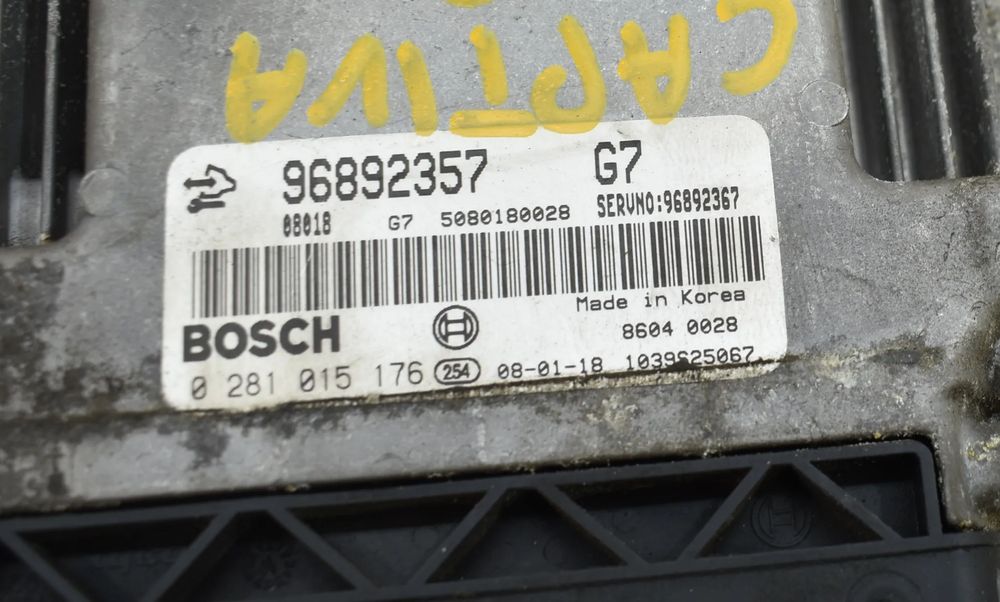 CAPTIVA
96892357 G7
08018 G7 5080180028 SERVNO:96892367
Made in Korea
BOSCH
8604 0028
0 281 015 176 254 08-01-18 1039S25067